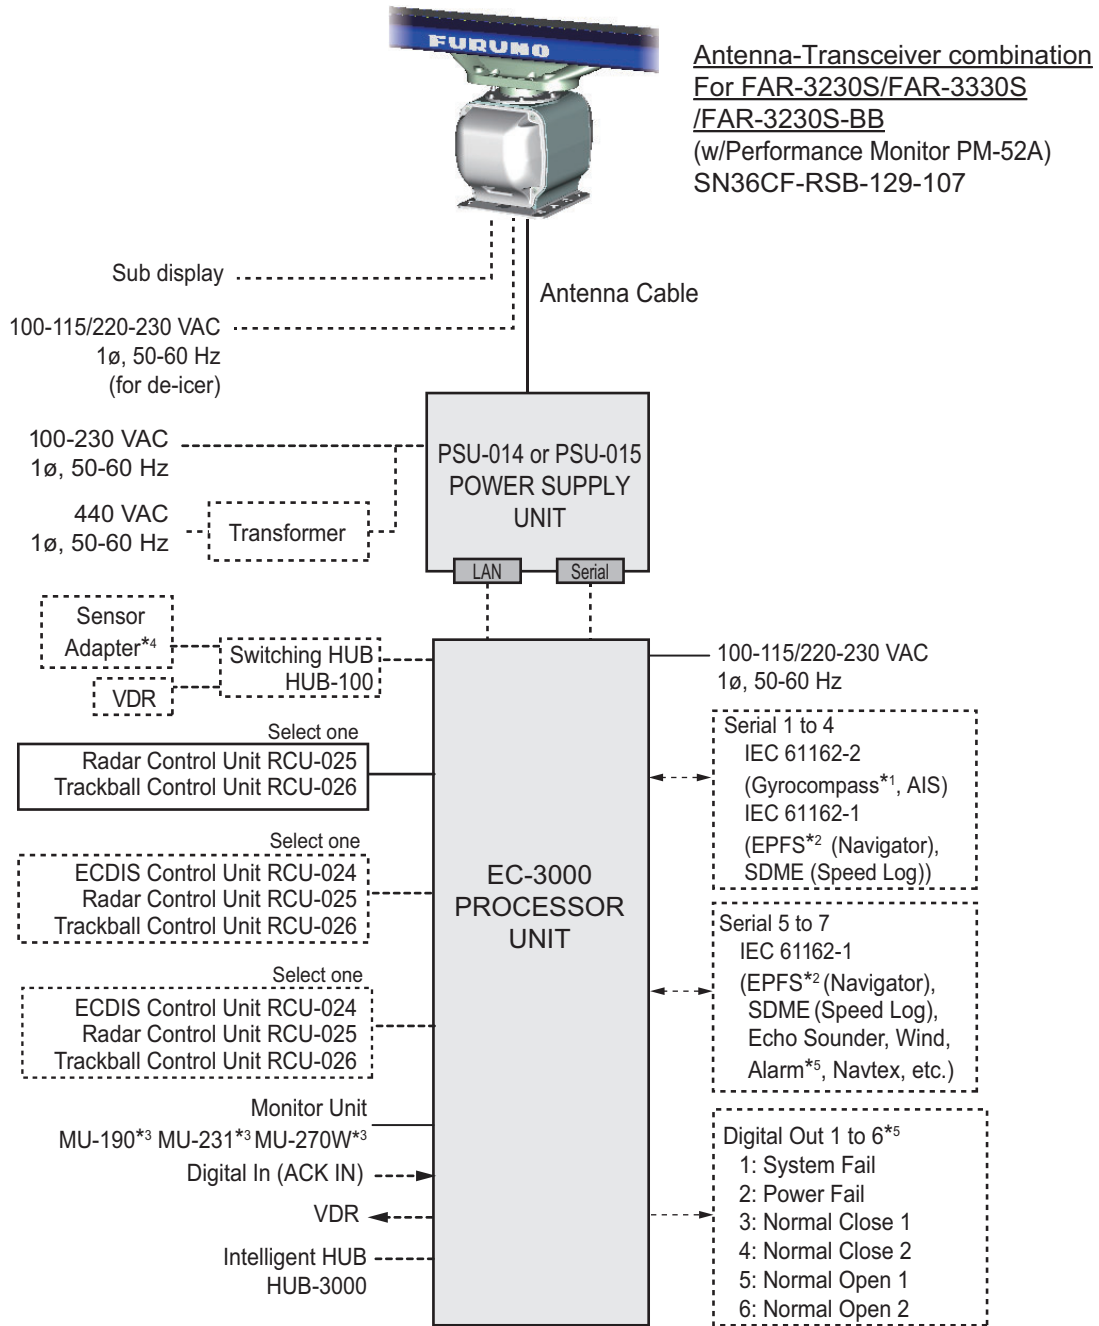 FURUNO
Antenna-Transceiver combination
For FAR-3230S/FAR-3330S
/FAR-3230S-BB
(w/Performance Monitor PM-52A)
SN36CF-RSB-129-107
Sub display
Antenna Cable
100-115/220-230 VAC
1ø, 50-60 Hz
(for de-icer)
100-230 VAC
1ø, 50-60 Hz
440 VAC
1ø, 50-60 Hz
Transformer
PSU-014 or PSU-015
POWER SUPPLY
UNIT
LAN
Serial
Sensor
Adapter*4
VDR
Switching HUB
HUB-100
Select one
Radar Control Unit RCU-025
Trackball Control Unit RCU-026
Select one
ECDIS Control Unit RCU-024
Radar Control Unit RCU-025
Trackball Control Unit RCU-026
Select one
ECDIS Control Unit RCU-024
Radar Control Unit RCU-025
Trackball Control Unit RCU-026
Monitor Unit
MU-190*3 MU-231*3 MU-270W*3
Digital In (ACK IN)
VDR
Intelligent HUB
HUB-3000
EC-3000
PROCESSOR
UNIT
100-115/220-230 VAC
1ø, 50-60 Hz
Serial 1 to 4
IEC 61162-2
(Gyrocompass*1, AIS)
IEC 61162-1
(EPFS*2 (Navigator),
SDME (Speed Log))
Serial 5 to 7
IEC 61162-1
(EPFS*2 (Navigator),
SDME (Speed Log),
Echo Sounder, Wind,
Alarm*5, Navtex, etc.)
Digital Out 1 to 6*5
1: System Fail
2: Power Fail
3: Normal Close 1
4: Normal Close 2
5: Normal Open 1
6: Normal Open 2